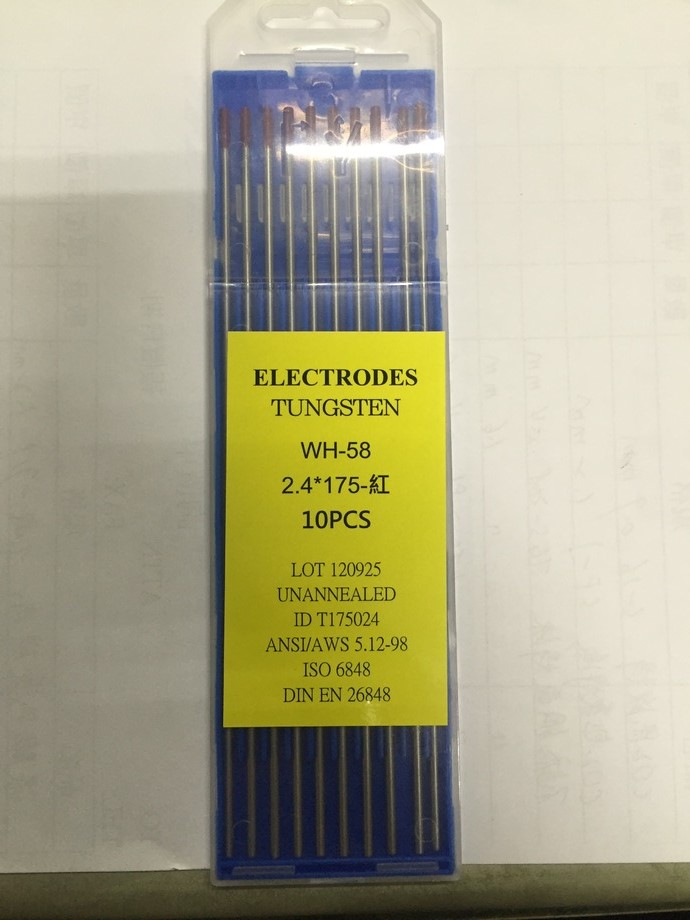 ELECTRODES
TUNGSTEN
WH-58
2.4*175-紅
10PCS
LOT 120925
UNANNEALED
ID T175024
ANSI/AWS 5.12-98
ISO 6848
DIN EN 26848